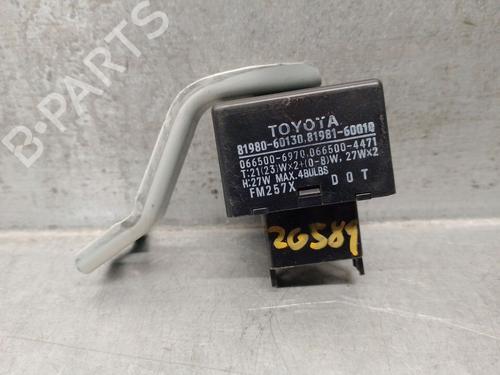 B-PARTS
TOYOTA
81980-60130,81981-60010
066500-6970,066500-4471
T:21(23)W×2+(0-8)W, 27W×2
H:27W MAX.4BULBS
FM257X DOT
20589